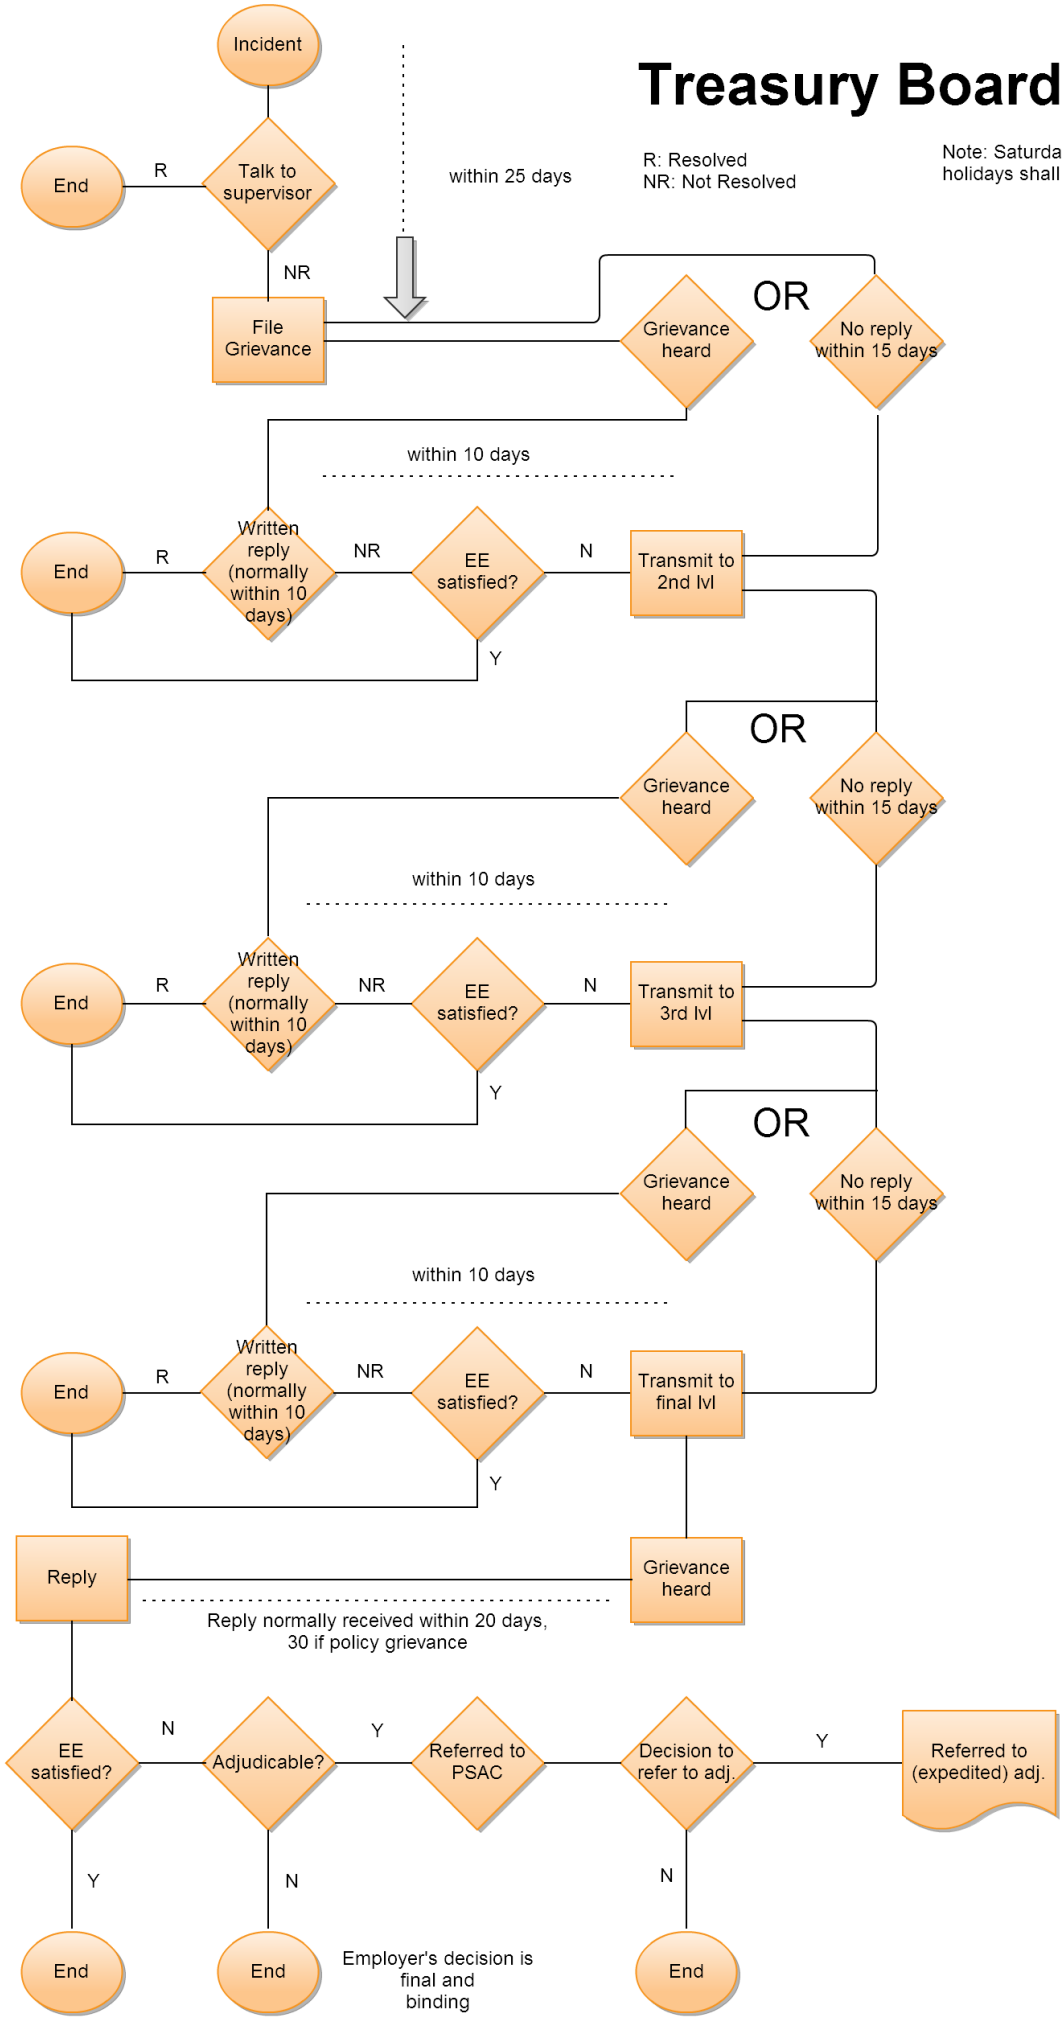 Incident
Treasury Board
R: Resolved
NR: Not Resolved
Note: Saturda
holidays shall
within 25 days
End
R
Talk to
supervisor
NR
File
Grievance
Grievance
heard
OR
No reply
within 15 days
within 10 days
End
R
Written
reply
(normally
within 10
days)
NR
EE
satisfied?
N
Transmit to
2nd lvl
Y
OR
Grievance
heard
No reply
within 15 days
within 10 days
End
R
Written
reply
(normally
within 10
days)
NR
EE
satisfied?
N
Transmit to
3rd lvl
Y
OR
Grievance
heard
No reply
within 15 days
within 10 days
End
R
Written
reply
(normally
within 10
days)
NR
EE
satisfied?
N
Transmit to
final lvl
Y
Reply
Grievance
heard
Reply normally received within 20 days,
30 if policy grievance
EE
satisfied?
N
Adjudicable?
Y
Referred to
PSAC
Decision to
refer to adj.
Y
Referred to
(expedited) adj.
Y
N
N
End
End
Employer's decision is
final and
binding
End